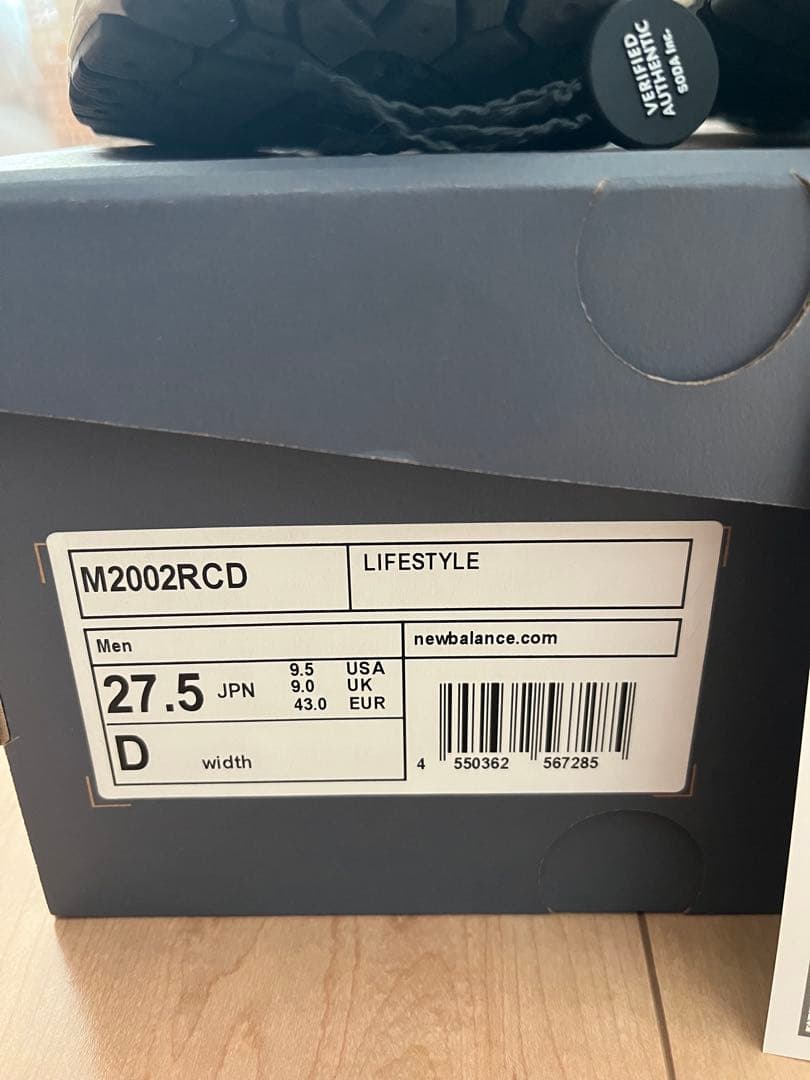 VERIFIED
AUTHENTIC
SODA Inc.
M2002RCD
LIFESTYLE
Men
newbalance.com
27.5 JPN
9.5 USA
9.0 UK
43.0 EUR
D width
4 550362 567285